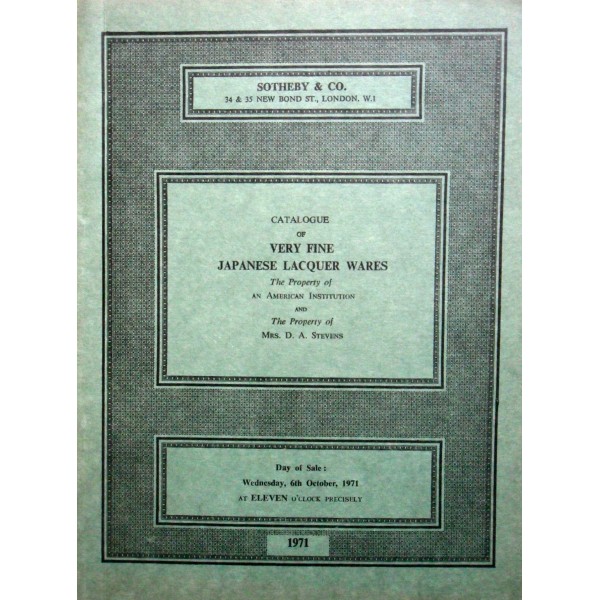 SOTHEBY & CO.
34 & 35 NEW BOND ST., LONDON, W.1
CATALOGUE
OF
VERY FINE
JAPANESE LACQUER WARES
The Property of
AN AMERICAN INSTITUTION
AND
The Property of
MRS. D. A. STEVENS
Day of Sale :
Wednesday, 6th October, 1971
AT ELEVEN O'CLOCK PRECISELY
1971